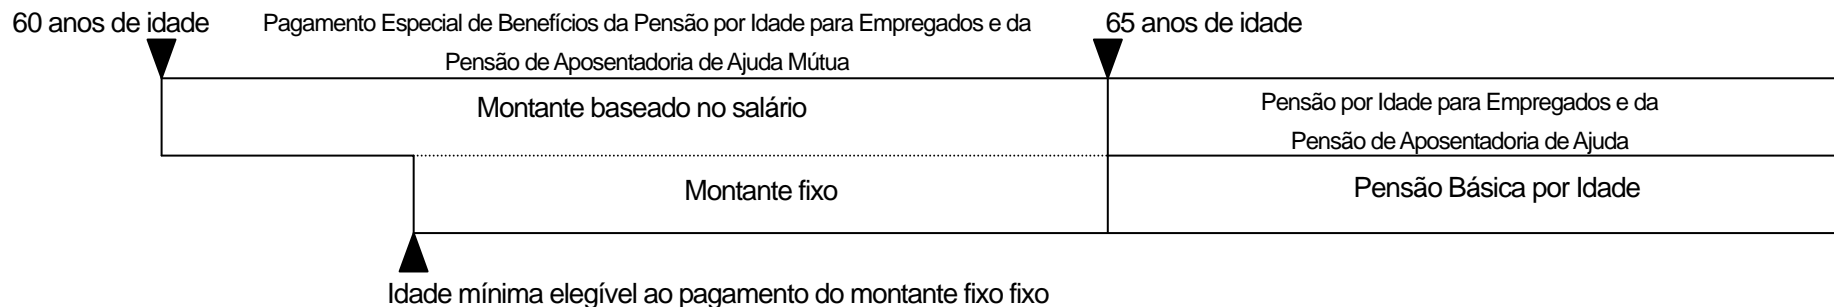 60 anos de idade
Pagamento Especial de Benefícios da Pensão por Idade para Empregados e da
Pensão de Aposentadoria de Ajuda Mútua
65 anos de idade
Montante baseado no salário
Pensão por Idade para Empregados e da
Pensão de Aposentadoria de Ajuda
Montante fixo
Pensão Básica por Idade
Idade mínima elegível ao pagamento do montante fixo fixo